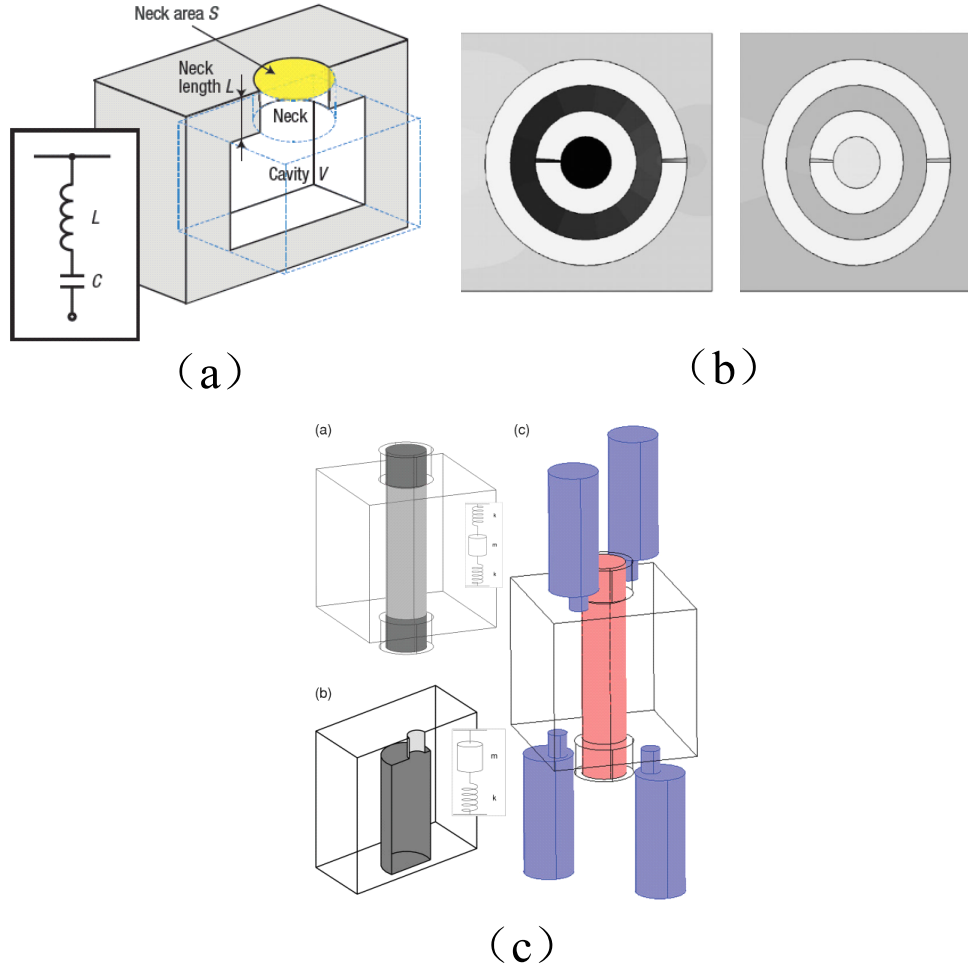 Neck area S
Neck
length L
Neck
Cavity V
L
C
（a）
（b）
(a)
k
m
k
(c)
(b)
m
k
（c）